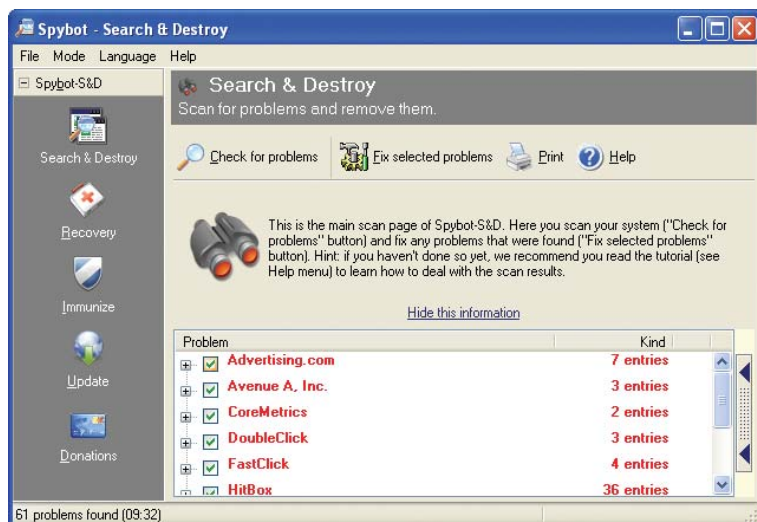 Spybot - Search & Destroy
File Mode Language Help
Spybot-S&D
Search & Destroy
Recovery
Immunize
Update
Donations
Search & Destroy
Scan for problems and remove them.
Check for problems Fix selected problems Print Help
This is the main scan page of Spybot-S&D. Here you scan your system ("Check for
problems" button) and fix any problems that were found ("Fix selected problems"
button). Hint: if you haven't done so yet, we recommend you read the tutorial (see
Help menu) to learn how to deal with the scan results.
Hide this information
Problem Kind
Advertising.com 7 entries
Avenue A, Inc. 3 entries
CoreMetrics 2 entries
DoubleClick 3 entries
FastClick 4 entries
HitBox 36 entries
61 problems found (09:32)